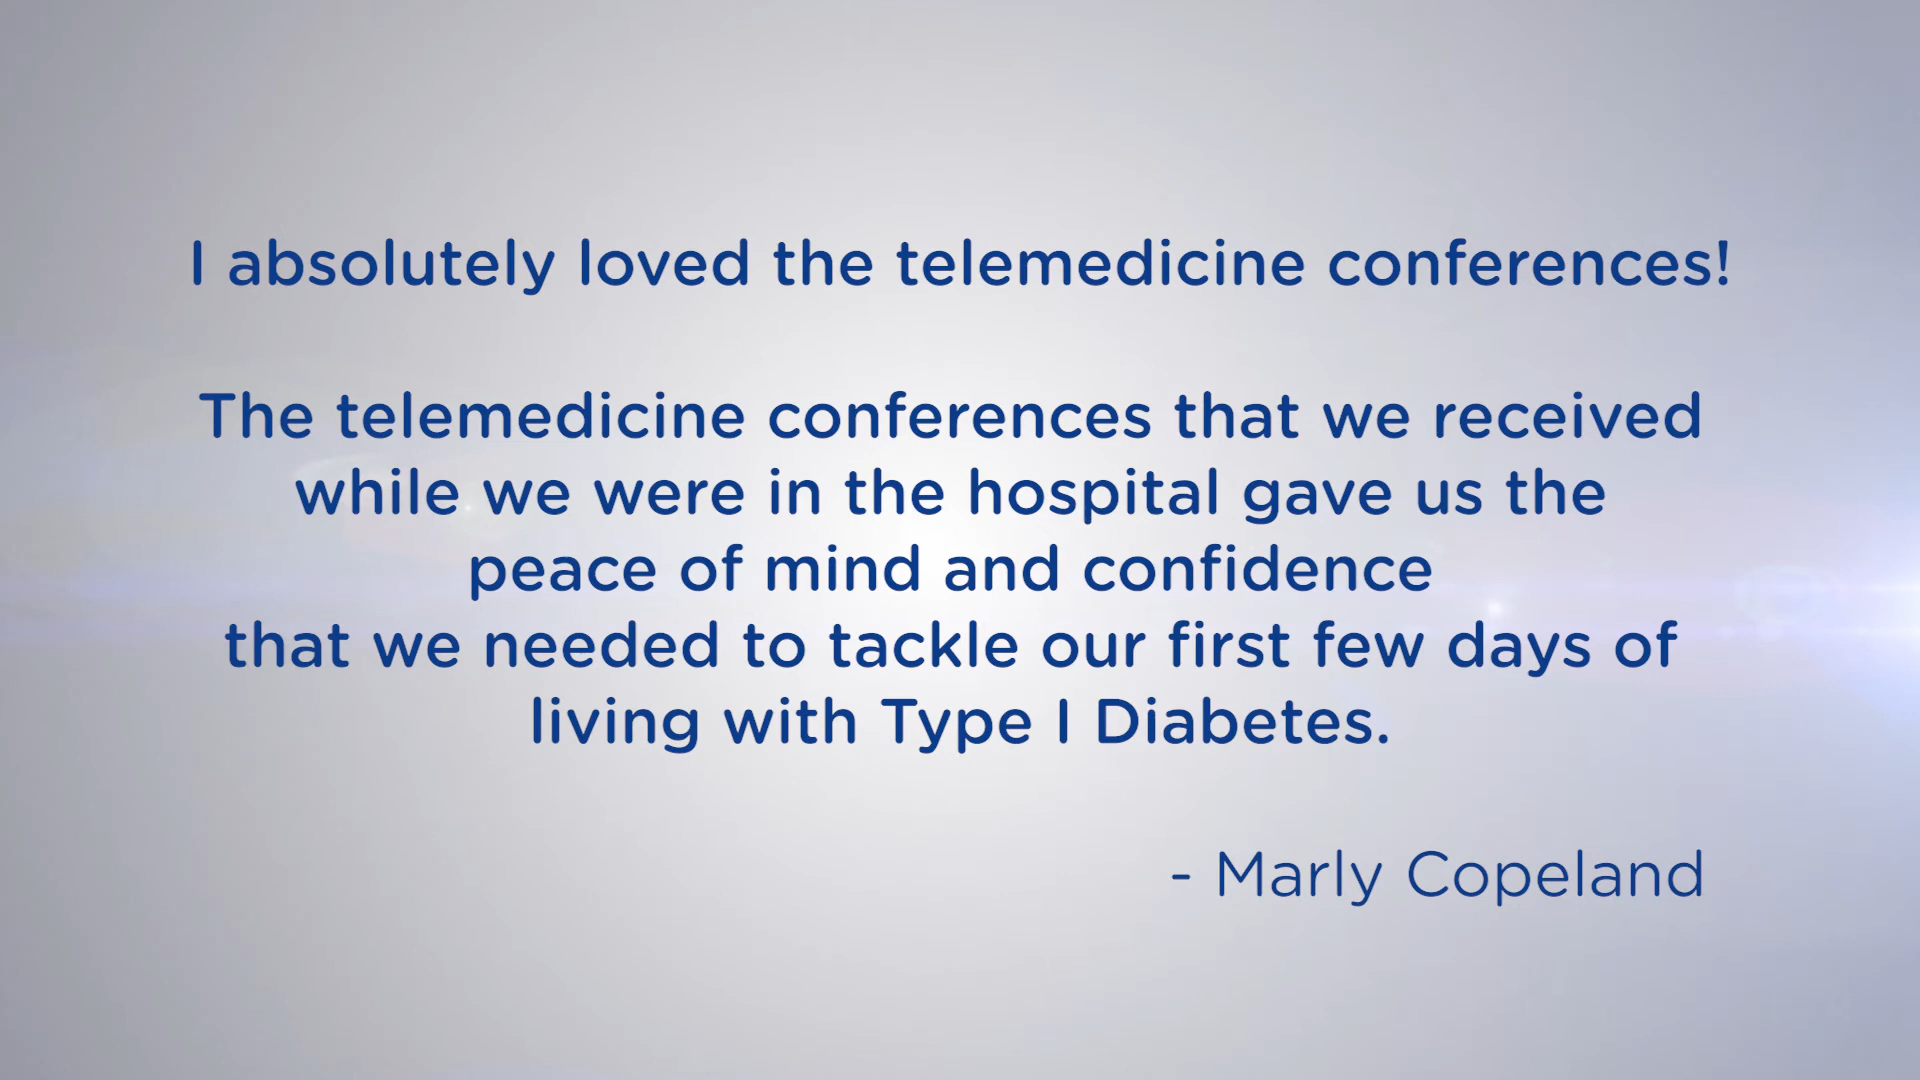 I absolutely loved the telemedicine conferences!
The telemedicine conferences that we received
while we were in the hospital gave us the
peace of mind and confidence
that we needed to tackle our first few days of
living with Type I Diabetes.
- Marly Copeland